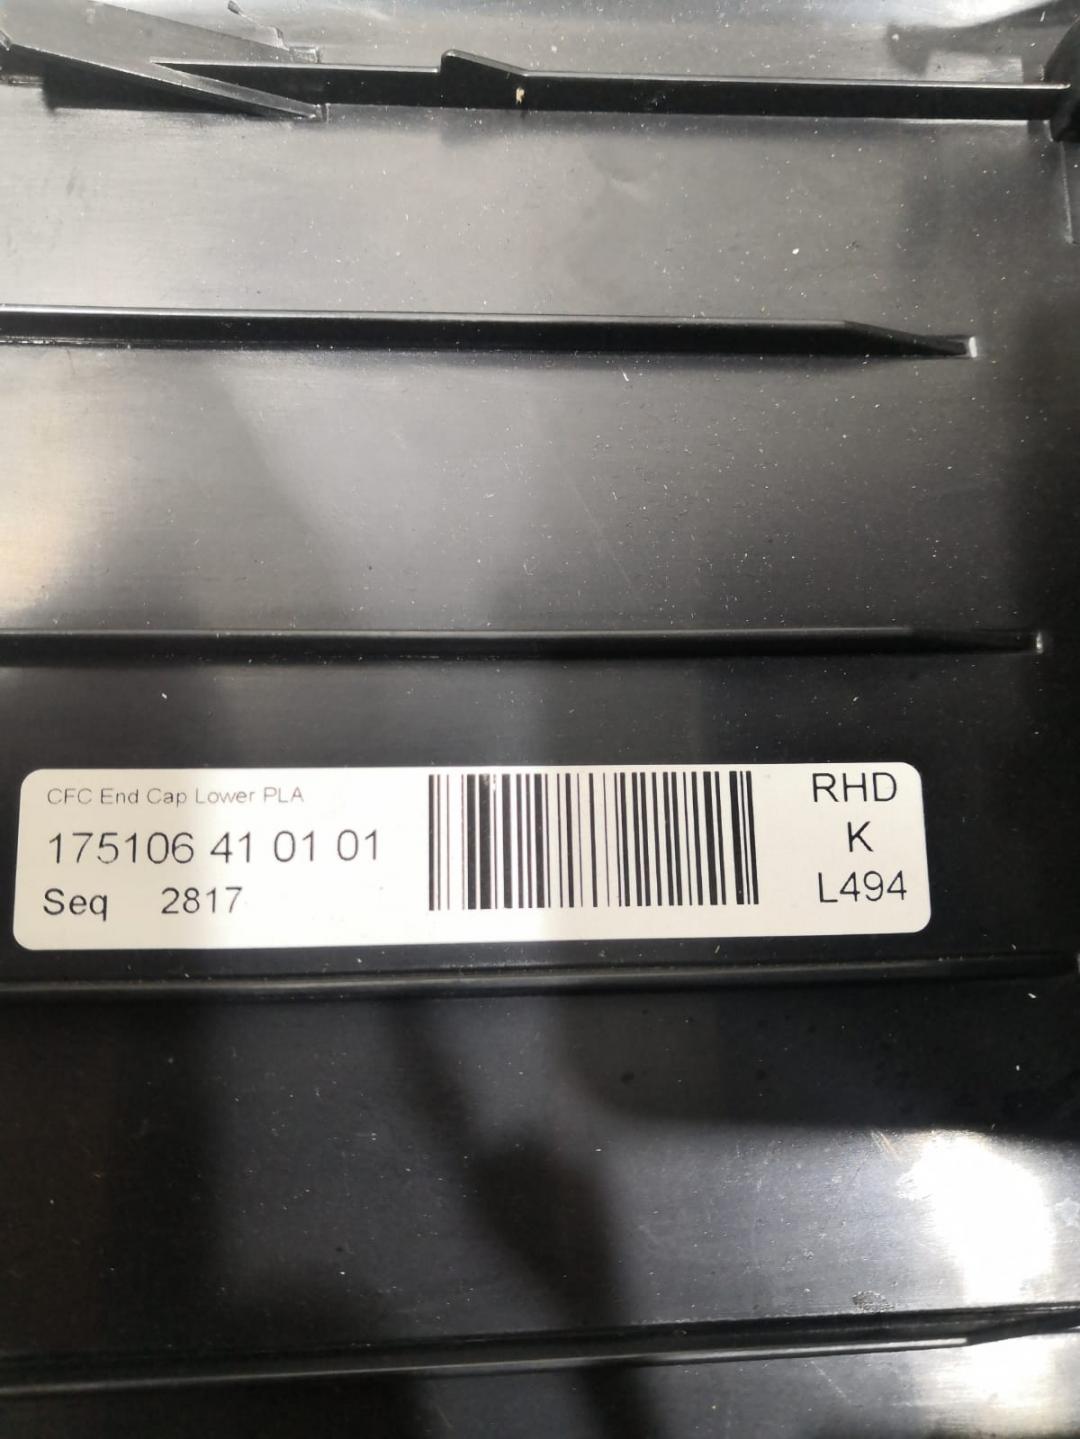 CFC End Cap Lower PLA
175106 41 01 01
Seq 2817
RHD
K
L494